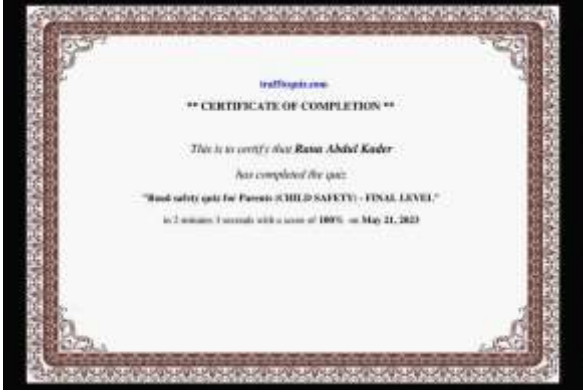 trafficquiz.com
** CERTIFICATE OF COMPLETION **
This is to certify that Rana Abdul Kader
has completed the quiz
"Road safety quiz for Parents (CHILD SAFETY) - FINAL LEVEL"
in 2 minutes 3 seconds with a score of 100% on May 21, 2023